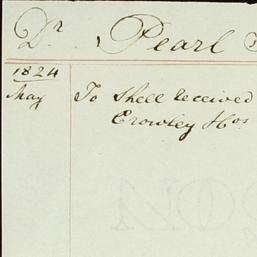 Dr. Pearl
1824
May To Shell received
Crowley Hos